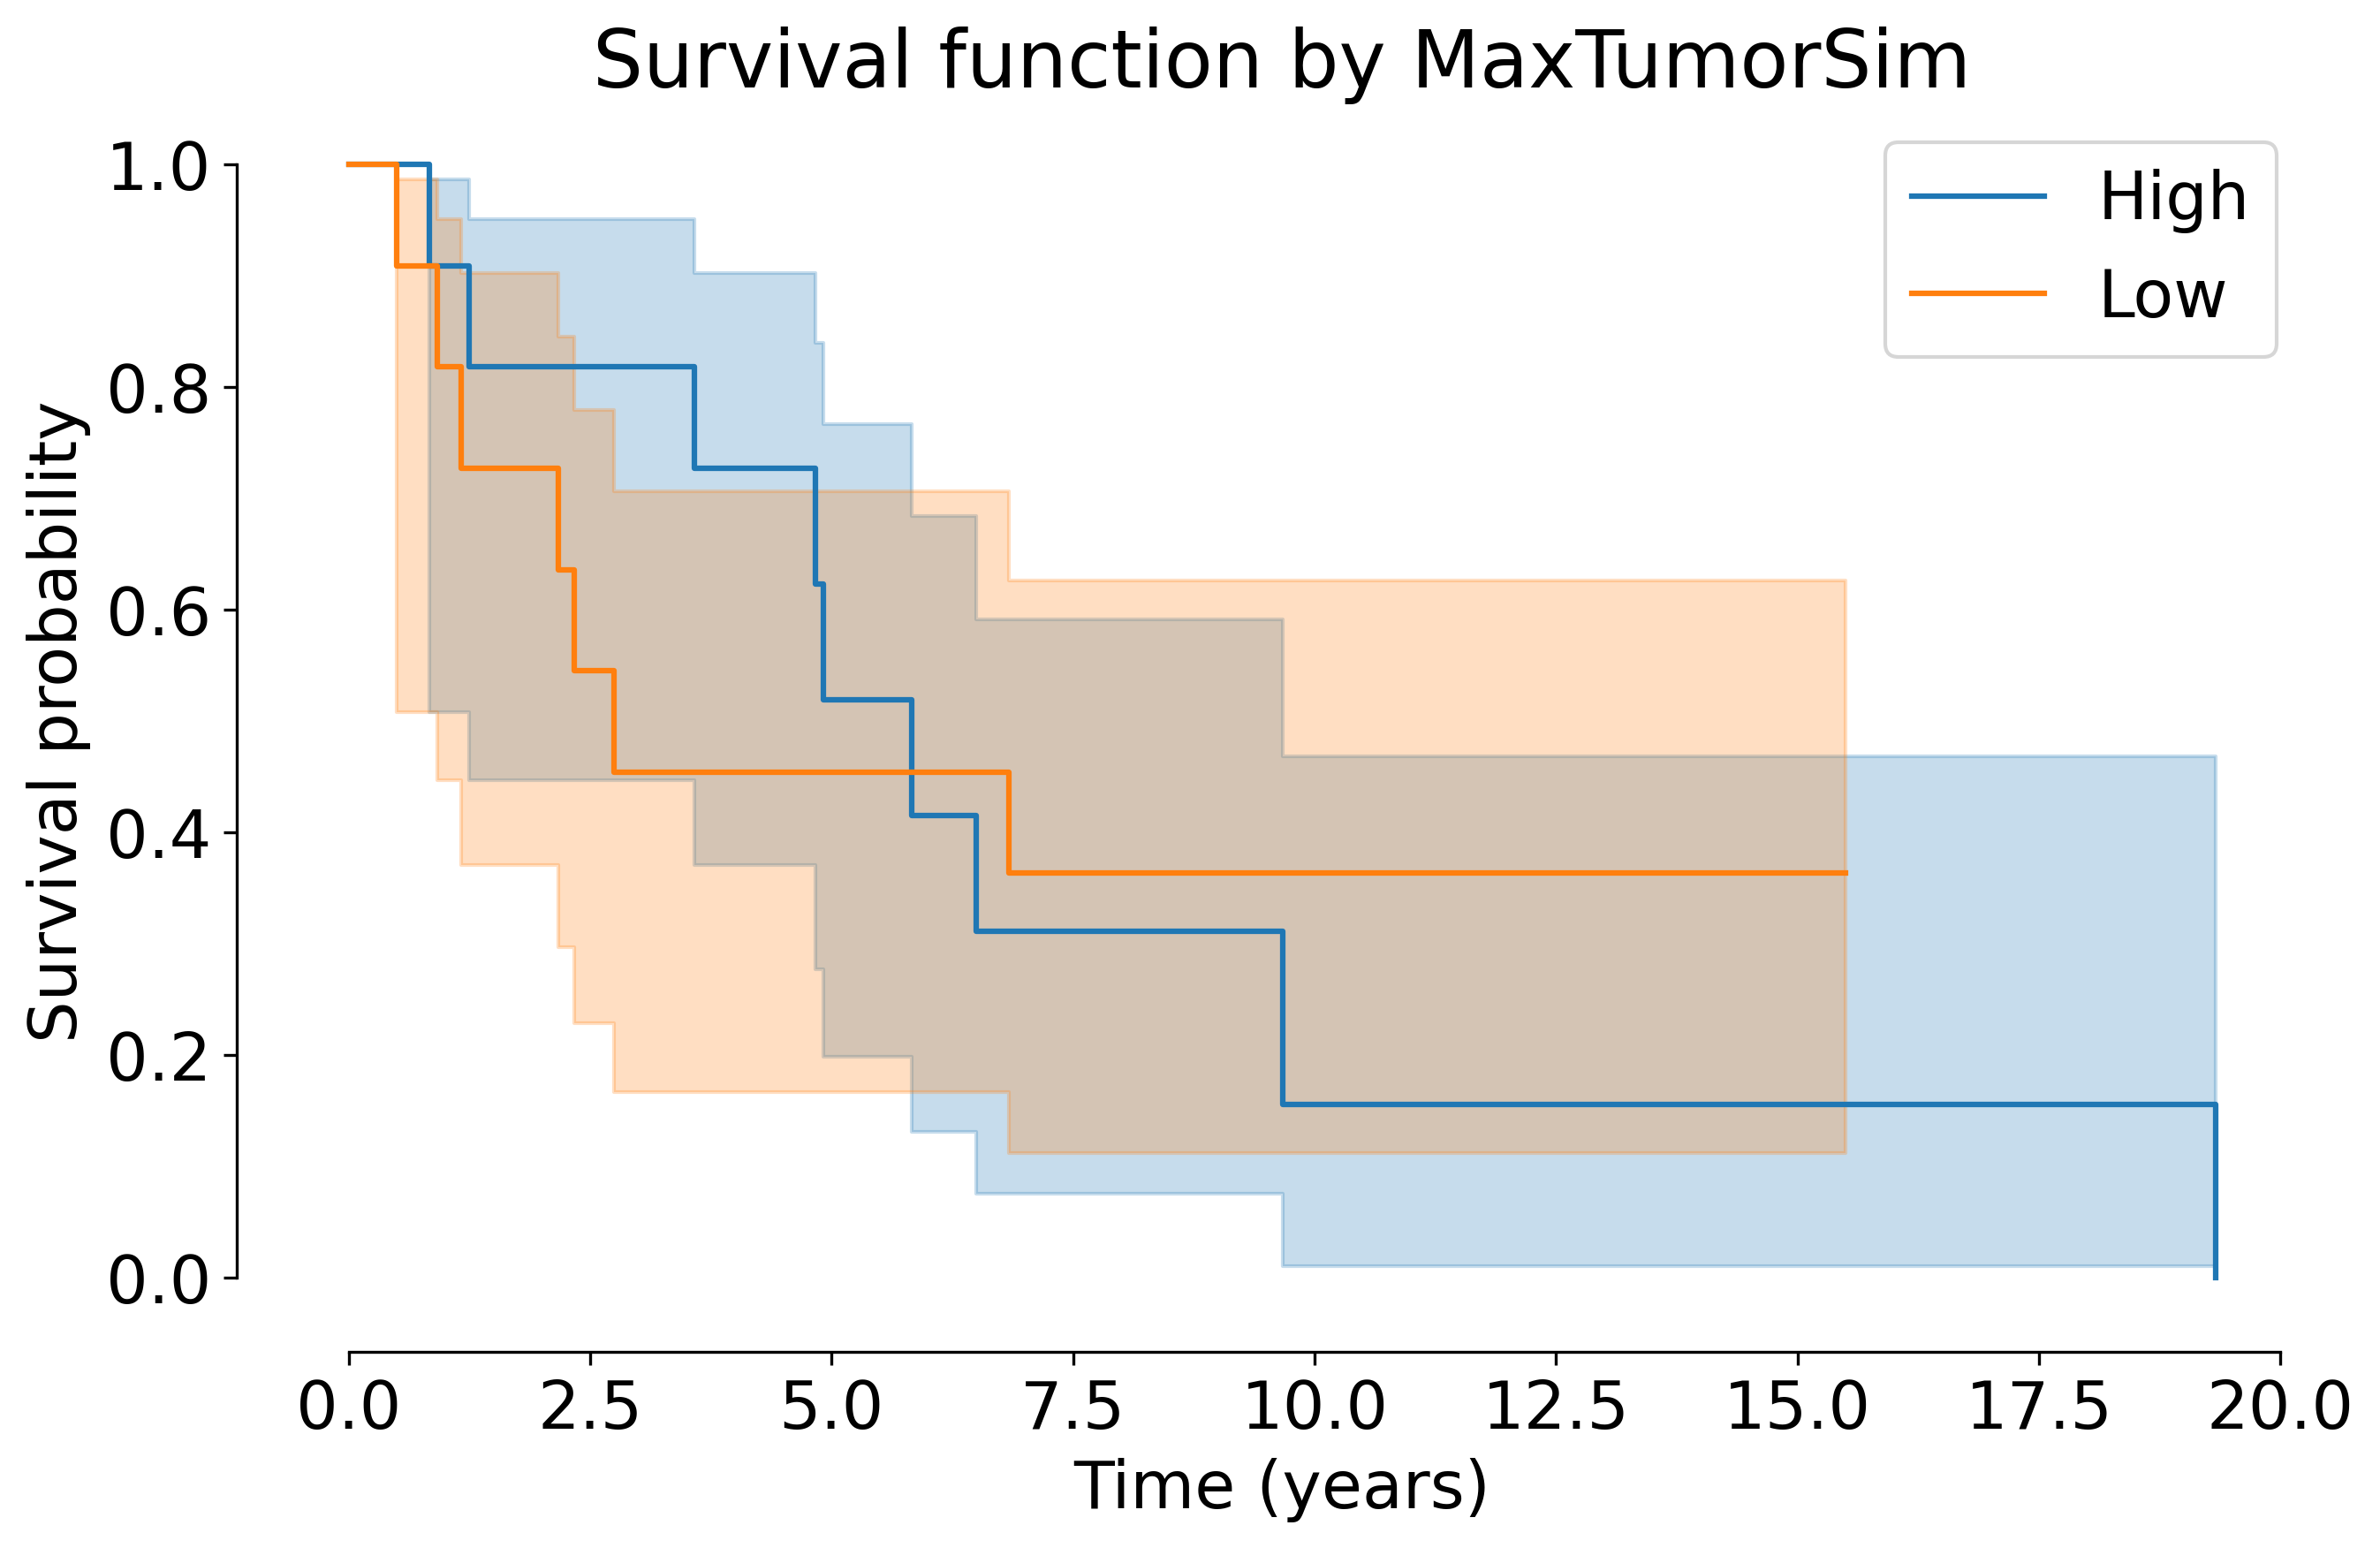 Survival function by MaxTumorSim
High
Low
Survival probability
1.0
0.8
0.6
0.4
0.2
0.0
0.0 2.5 5.0 7.5 10.0 12.5 15.0 17.5 20.0
Time (years)